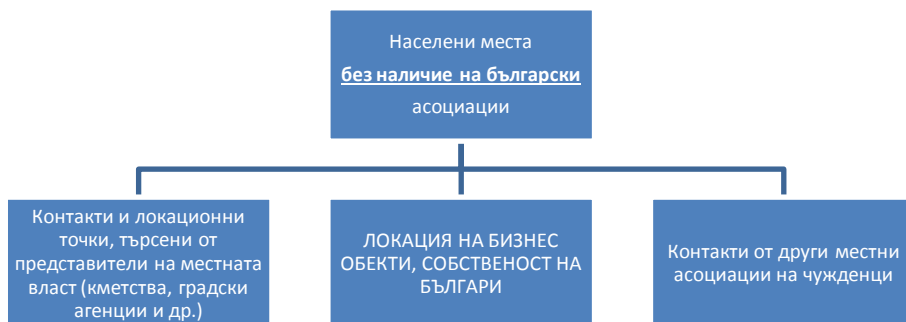 Населени места
без наличие на български
асоциации
Контакти и локационни
точки, търсени от
представители на местната
власт (кметства, градски
агенции и др.)
ЛОКАЦИЯ НА БИЗНЕС
ОБЕКТИ, СОБСТВЕНОСТ НА
БЪЛГАРИ
Контакти от други местни
асоциации на чужденци